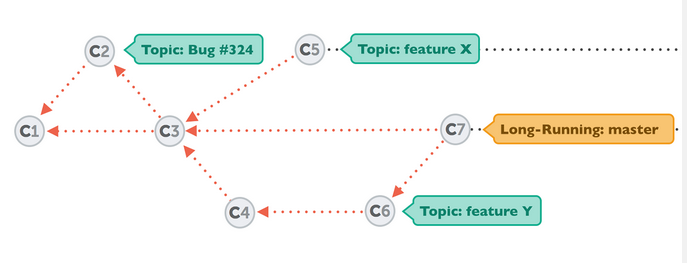 C2
Topic: Bug #324
C5
Topic: feature X
C1
C3
C7
Long-Running: master
C4
C6
Topic: feature Y